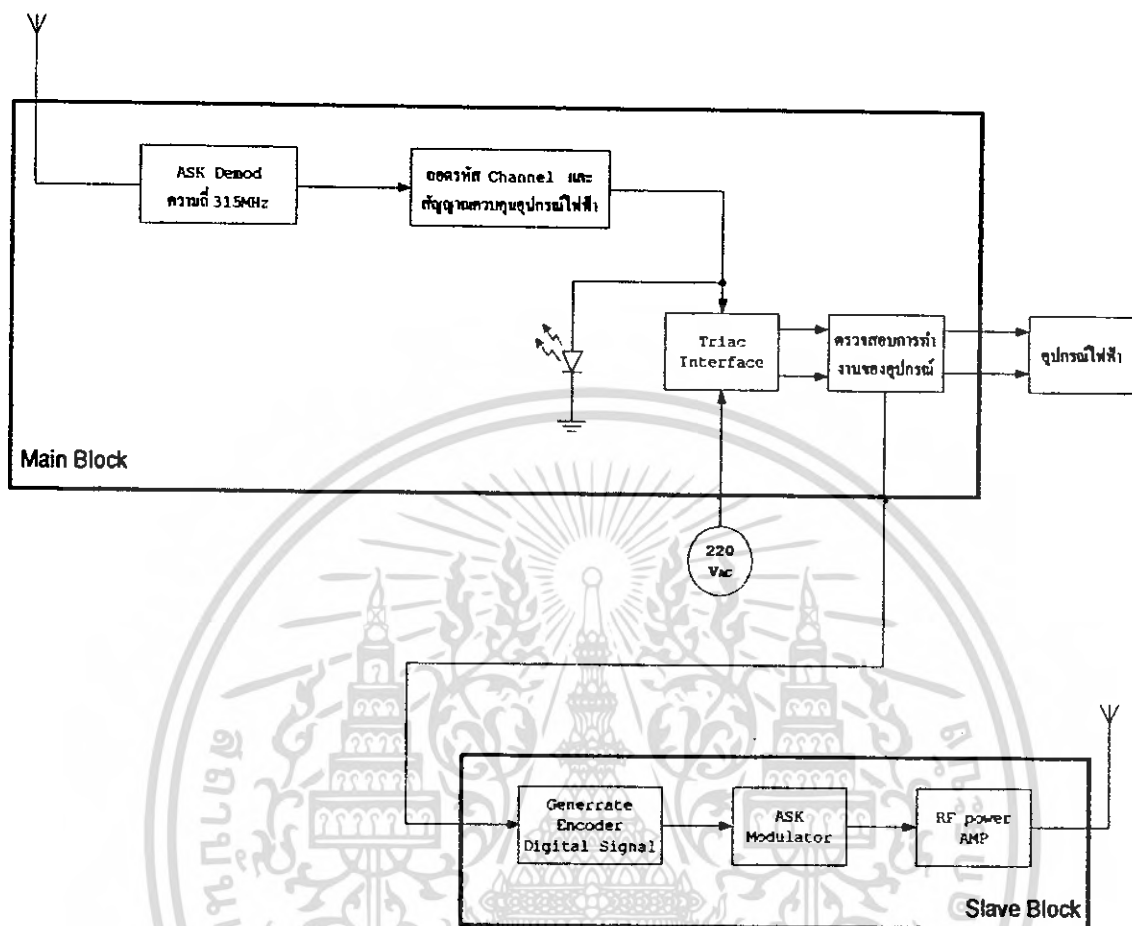 ASK Demod
ความถี่ 315MHz
ถอดรหัส Channel และ
สัญญาณควบคุมอุปกรณ์ไฟฟ้า
Triac
Interface
ตรวจสอบการทำ
งานของอุปกรณ์
อุปกรณ์ไฟฟ้า
Main Block
220
VAC
Generrate
Encoder
Digital Signal
ASK
Modulator
RF power
AMP
Slave Block